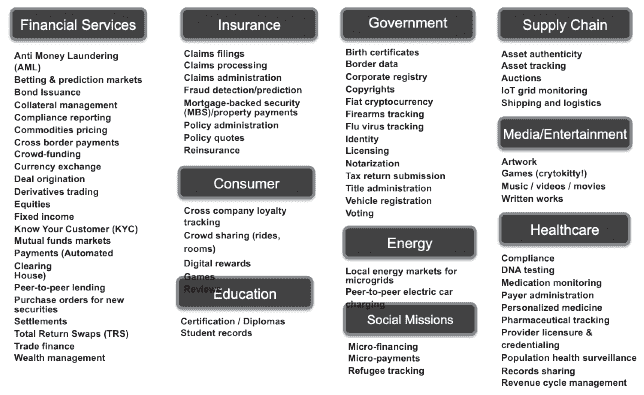 Financial Services
Anti Money Laundering
(AML)
Betting & prediction markets
Bond Issuance
Collateral management
Compliance reporting
Commodities pricing
Cross border payments
Crowd-funding
Currency exchange
Deal origination
Derivatives trading
Equities
Fixed income
Know Your Customer (KYC)
Mutual funds markets
Payments (Automated
Clearing
House)
Peer-to-peer lending
Purchase orders for new
securities
Settlements
Total Return Swaps (TRS)
Trade finance
Wealth management
Insurance
Claims filings
Claims processing
Claims administration
Fraud detection/prediction
Mortgage-backed security
(MBS)/property payments
Policy administration
Policy quotes
Reinsurance
Consumer
Cross company loyalty
tracking
Crowd sharing (rides,
rooms)
Digital rewards
Games
Reviews
Education
Certification / Diplomas
Student records
Government
Birth certificates
Border data
Corporate registry
Copyrights
Fiat cryptocurrency
Firearms tracking
Flu virus tracking
Identity
Licensing
Notarization
Tax return submission
Title administration
Vehicle registration
Voting
Energy
Local energy markets for
microgrids
Peer-to-peer electric car
charging
Social Missions
Micro-financing
Micro-payments
Refugee tracking
Supply Chain
Asset authenticity
Asset tracking
Auctions
IoT grid monitoring
Shipping and logistics
Media/Entertainment
Artwork
Games (crytokitty!)
Music / videos / movies
Written works
Healthcare
Compliance
DNA testing
Medication monitoring
Payer administration
Personalized medicine
Pharmaceutical tracking
Provider licensure &
credentialing
Population health surveillance
Records sharing
Revenue cycle management